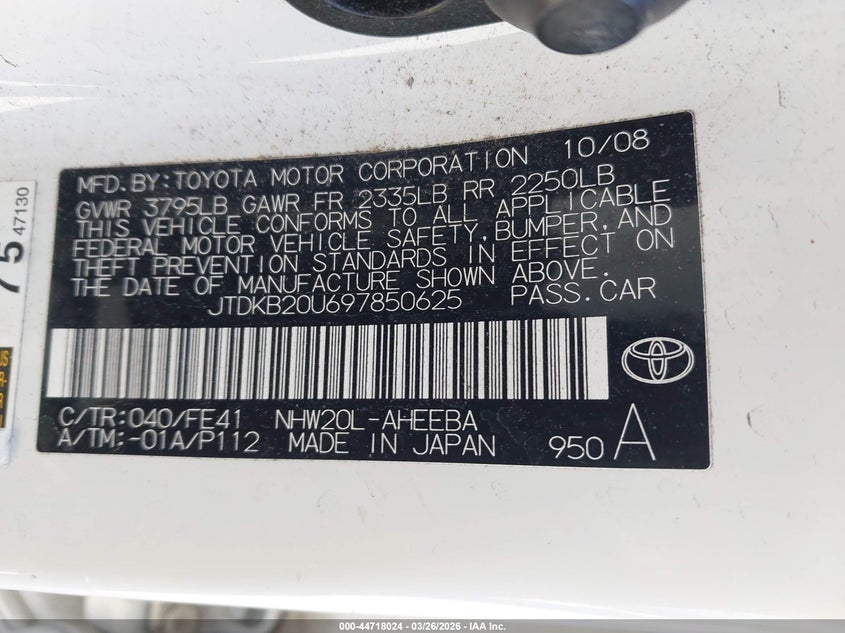 MFD.BY:TOYOTA MOTOR CORPORATION 10/08
GVWR 3795LB GAWR FR 2335LB RR 2250LB
THIS VEHICLE CONFORMS TO ALL APPLICABLE
FEDERAL MOTOR VEHICLE SAFETY,BUMPER,AND
THEFT PREVENTION STANDARDS IN EFFECT ON
THE DATE OF MANUFACTURE SHOWN ABOVE.
JTDKB20U697850625 PASS.CAR
C/TR:040/FE41 NHW20L-AHEEBA
A/TM:-01A/P112 MADE IN JAPAN 950 A
75 47130
000-44718024 - 03/26/2026 - IAA Inc.